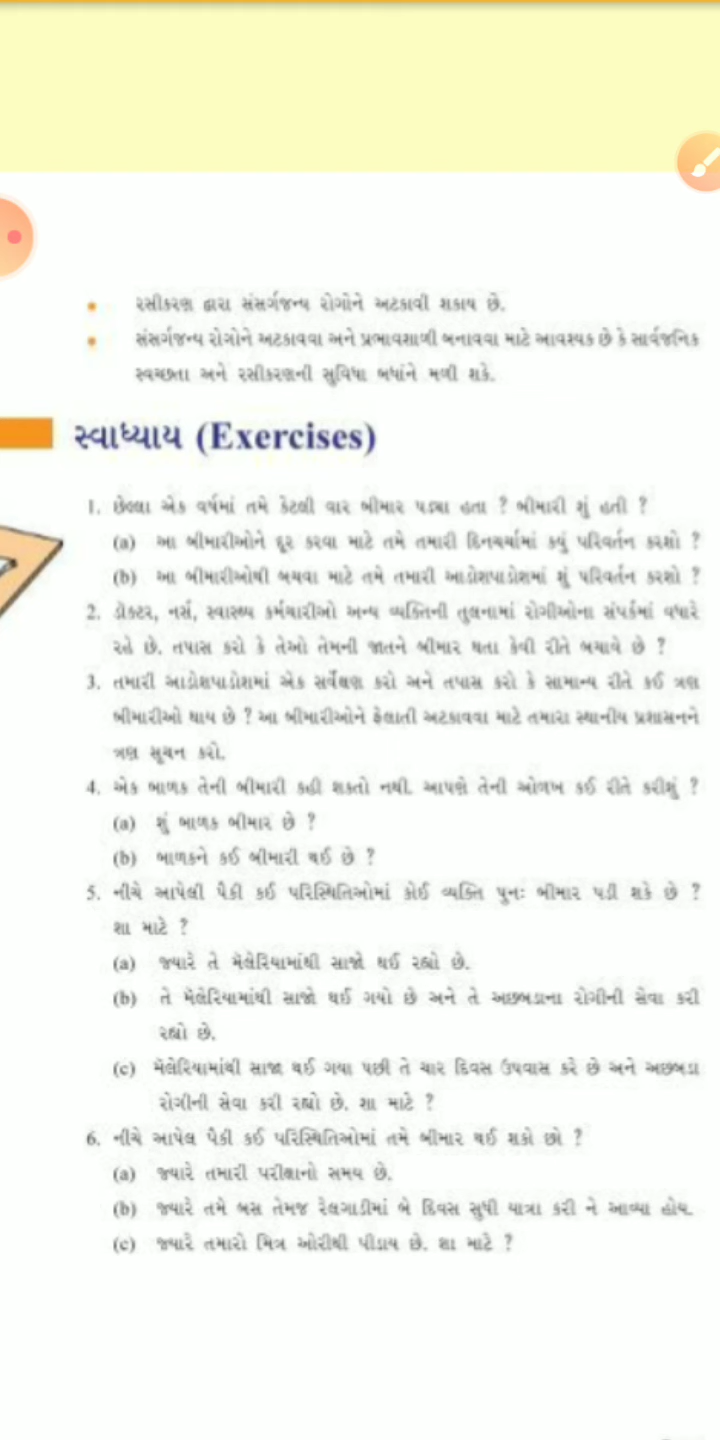 રસીકરણ દ્વારા સંસર્ગજન્ય રોગોને અટકાવી શકાય છે.
સંસર્ગજન્ય રોગોને અટકાવવા અને પ્રભાવશાળી બનાવવા માટે આવશ્યક છે કે સાર્વજનિક
સ્વચ્છતા અને રસીકરણની સુવિધા બધાંને મળી શકે.
સ્વાધ્યાય (Exercises)
1. છેલ્લા એક વર્ષમાં તમે કેટલી વાર બીમાર પડ્યા હતા ? બીમારી શું હતી ?
(a) આ બીમારીઓને દૂર કરવા માટે તમે તમારી દિનચર્યામાં કયું પરિવર્તન કરશો ?
(b) આ બીમારીઓથી બચવા માટે તમે તમારી આડોશપાડોશમાં શું પરિવર્તન કરશો ?
2. ડૉક્ટર, નર્સ, સ્વાસ્થ્ય કર્મચારીઓ અન્ય વ્યક્તિની તુલનામાં રોગીઓના સંપર્કમાં વધારે
રહે છે. તપાસ કરો કે તેઓ તેમની જાતને બીમાર થતા કેવી રીતે બચાવે છે ?
3. તમારી આડોશપાડોશમાં એક સર્વેક્ષણ કરો અને તપાસ કરો કે સામાન્ય રીતે કઈ ત્રણ
બીમારીઓ થાય છે ? આ બીમારીઓને ફેલાતી અટકાવવા માટે તમારા સ્થાનીય પ્રશાસનને
ત્રણ સૂચન કરો.
4. એક બાળક તેની બીમારી કહી શકતો નથી. આપણે તેની ઓળખ કઈ રીતે કરીશું ?
(a) શું બાળક બીમાર છે ?
(b) બાળકને કઈ બીમારી થઈ છે ?
5. નીચે આપેલી પૈકી કઈ પરિસ્થિતિઓમાં કોઈ વ્યક્તિ પુનઃ બીમાર પડી શકે છે ?
શા માટે ?
(a) જ્યારે તે મૅલેરિયામાંથી સાજો થઈ રહ્યો છે.
(b) તે મૅલેરિયામાંથી સાજો થઈ ગયો છે અને તે અછબડાના રોગીની સેવા કરી
રહ્યો છે.
(c) મૅલેરિયામાંથી સાજા થઈ ગયા પછી તે ચાર દિવસ ઉપવાસ કરે છે અને અછબડા
રોગીની સેવા કરી રહ્યો છે. શા માટે ?
6. નીચે આપેલ પૈકી કઈ પરિસ્થિતિઓમાં તમે બીમાર થઈ શકો છો ?
(a) જ્યારે તમારી પરીક્ષાનો સમય છે.
(b) જ્યારે તમે બસ તેમજ રેલગાડીમાં બે દિવસ સુધી યાત્રા કરી ને આવ્યા હોય.
(c) જ્યારે તમારો મિત્ર ઓરીથી પીડાય છે. શા માટે ?